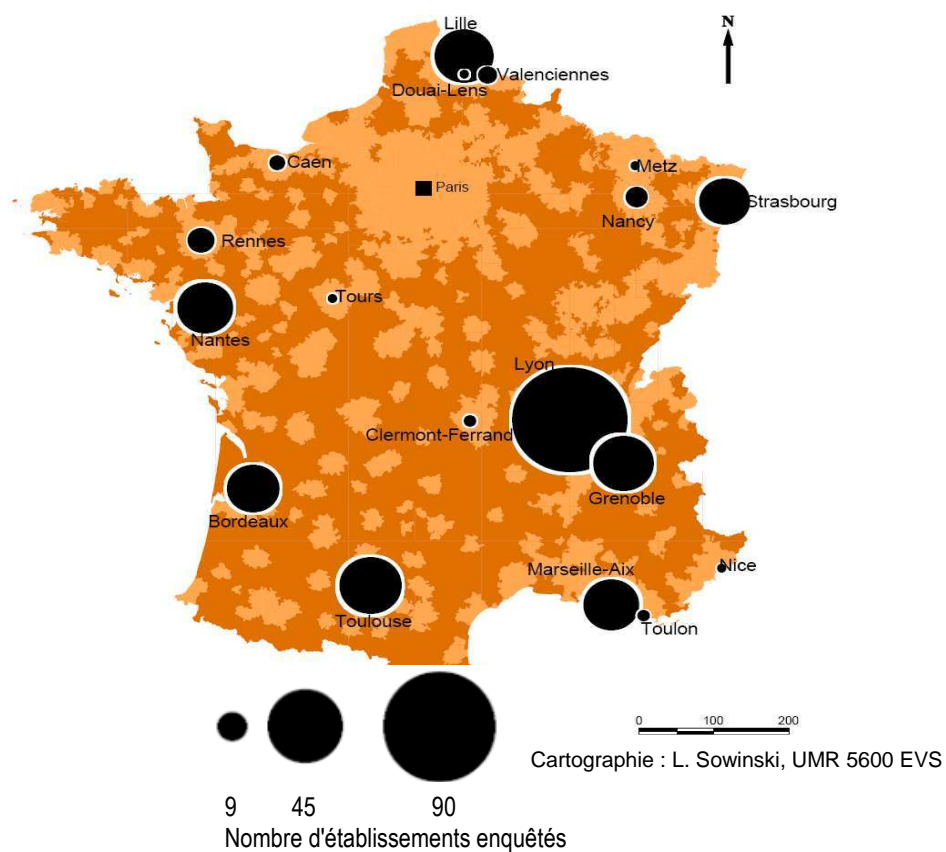 Lille
N
Valenciennes
Douai-Lens
Caen
Metz
Paris
Strasbourg
Nancy
Rennes
Tours
Nantes
Lyon
Clermont-Ferrand
Grenoble
Bordeaux
Marseille-Aix
Nice
Toulouse
Toulon
0 100 200
Cartographie : L. Sowinski, UMR 5600 EVS
9 45 90
Nombre d'établissements enquêtés